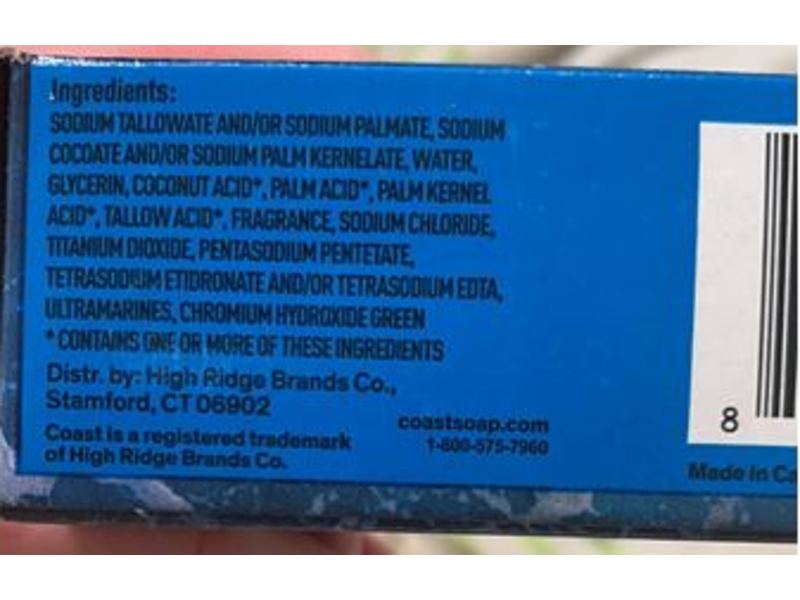 Ingredients:
SODIUM TALLOWATE AND/OR SODIUM PALMATE, SODIUM
COCOATE AND/OR SODIUM PALM KERNELATE, WATER,
GLYCERIN, COCONUT ACID*, PALM ACID*, PALM KERNEL
ACID*, TALLOW ACID*, FRAGRANCE, SODIUM CHLORIDE,
TITANIUM DIOXIDE, PENTASODIUM PENTETATE,
TETRASODIUM ETIDRONATE AND/OR TETRASODIUM EDTA,
ULTRAMARINES, CHROMIUM HYDROXIDE GREEN
* CONTAINS ONE OR MORE OF THESE INGREDIENTS
Distr. by: High Ridge Brands Co.,
Stamford, CT 06902
Coast is a registered trademark
of High Ridge Brands Co.
coastsoap.com
1-800-575-7960
8
Made in Ca